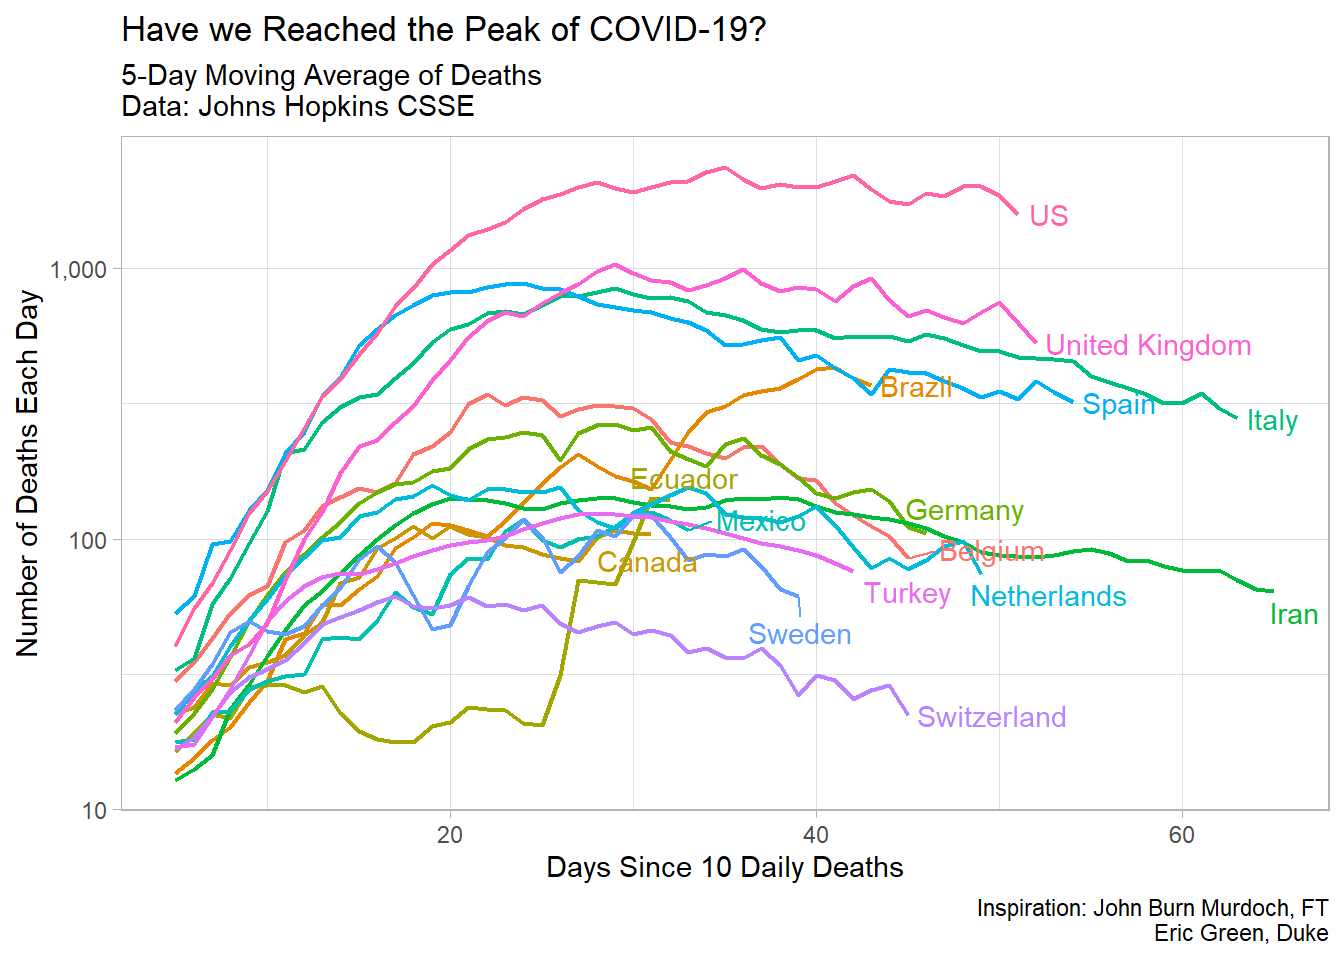 Have we Reached the Peak of COVID-19?
5-Day Moving Average of Deaths
Data: Johns Hopkins CSSE
Number of Deaths Each Day
1,000
100
10
US
United Kingdom
Brazil
Spain
Italy
Ecuador
Mexico
Germany
Canada
Belgium
Turkey
Netherlands
Iran
Sweden
Switzerland
20
40
60
Days Since 10 Daily Deaths
Inspiration: John Burn Murdoch, FT
Eric Green, Duke